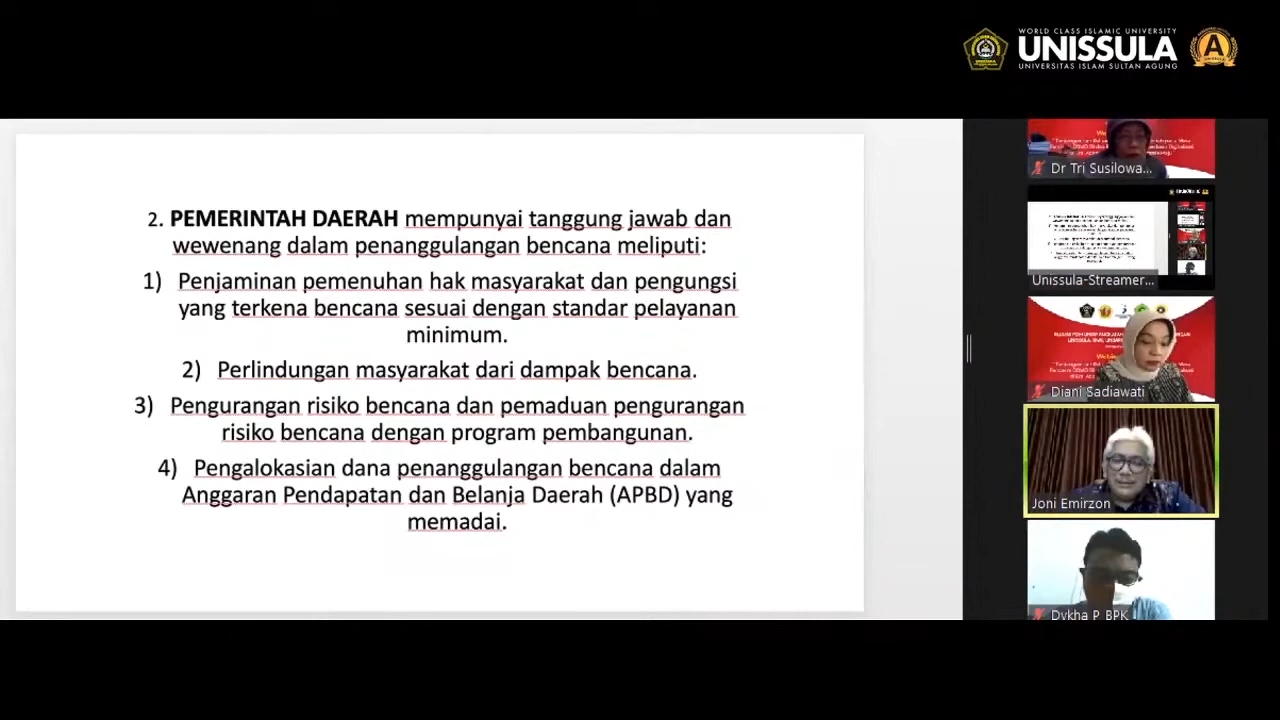 WORLD CLASS ISLAMIC UNIVERSITY
UNISSULA
UNIVERSITAS ISLAM SULTAN AGUNG
A
2. PEMERINTAH DAERAH mempunyai tanggung jawab dan
wewenang dalam penanggulangan bencana meliputi:
1) Penjaminan pemenuhan hak masyarakat dan pengungsi
yang terkena bencana sesuai dengan standar pelayanan
minimum.
2) Perlindungan masyarakat dari dampak bencana.
3) Pengurangan risiko bencana dan pemaduan pengurangan
risiko bencana dengan program pembangunan.
4) Pengalokasian dana penanggulangan bencana dalam
Anggaran Pendapatan dan Belanja Daerah (APBD) yang
memadai.
Dr Tri Susilowa...
Unissula-Streamer...
Diani Sadiawati
Joni Emirzon
Dykha P_BPK